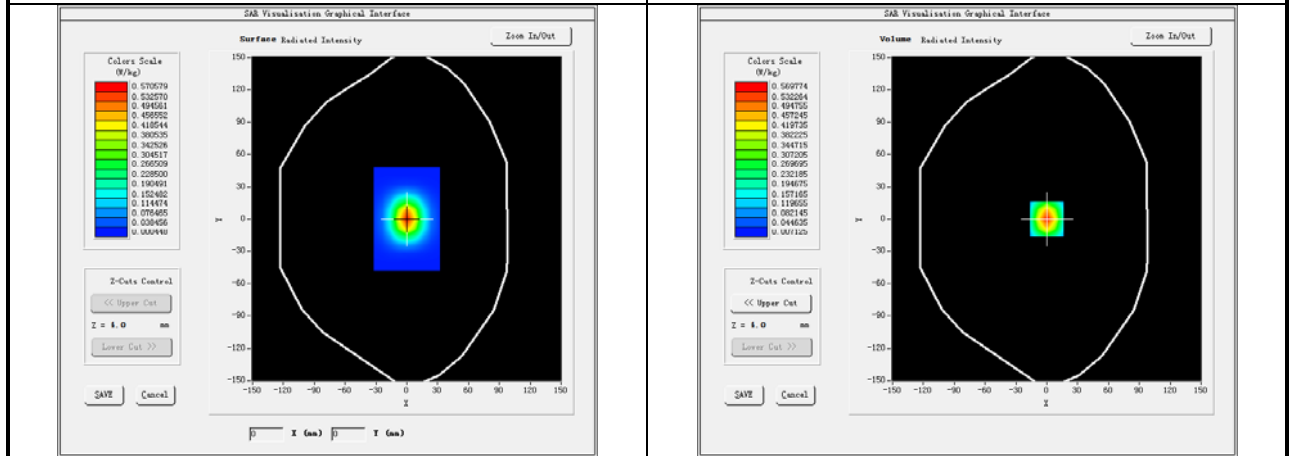 SAR Visualisation Graphical Interface
Surface Radiated Intensity
Zoom In/Out
Colors Scale
(W/kg)
0.570579
0.532570
0.494561
0.456552
0.418544
0.380535
0.342526
0.304517
0.266509
0.228500
0.190491
0.152482
0.114474
0.076465
0.038456
0.000448
150
120
90
60
30
0
-30
-60
-90
-120
-150
Y
-150 -120 -90 -60 -30 0 30 60 90 120 150
X
Z-Cuts Control
<< Upper Cut
Z = 4.0 mm
Lower Cut >>
SAVE Cancel
0 X (mm) 0 Y (mm)
SAR Visualisation Graphical Interface
Volume Radiated Intensity
Zoom In/Out
Colors Scale
(W/kg)
0.569774
0.532264
0.494755
0.457245
0.419735
0.382225
0.344715
0.307205
0.269695
0.232185
0.194675
0.157165
0.119655
0.082145
0.044635
0.007125
150
120
90
60
30
0
-30
-60
-90
-120
-150
Y
-150 -120 -90 -60 -30 0 30 60 90 120 150
X
Z-Cuts Control
<< Upper Cut
Z = 4.0 mm
Lower Cut >>
SAVE Cancel